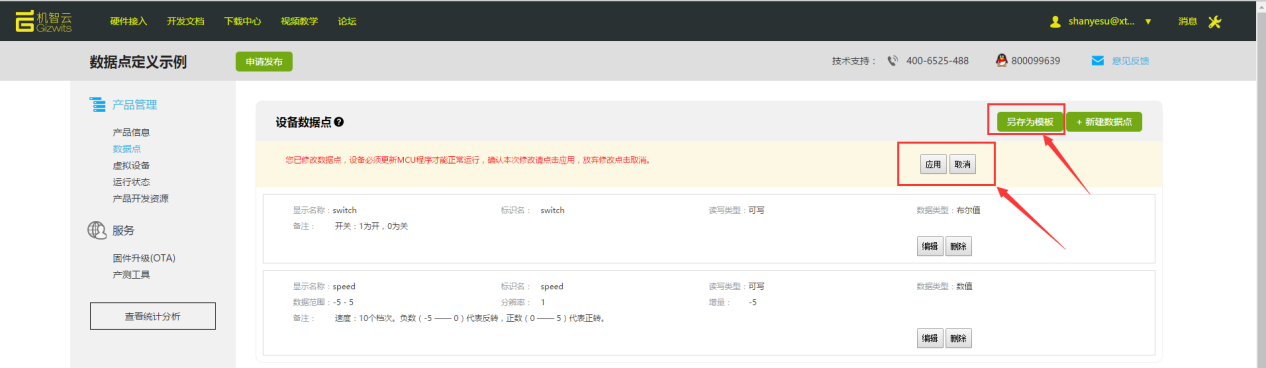 机智云 Gizwits 硬件接入 开发文档 下载中心 视频教学 论坛 shanyesu@xt... ▼ 消息
数据点定义示例 申请发布 技术支持： 400-6525-488 800099639 意见反馈
产品管理
产品信息
数据点
虚拟设备
运行状态
产品开发资源
服务
固件升级(OTA)
产测工具
查看统计分析
设备数据点 ? 另存为模板 + 新建数据点
您已修改数据点，设备必须更新MCU程序才能正常运行，确认本次修改请点击应用，放弃修改点击取消。 应用 取消
显示名称：switch 标识名： switch 读写类型：可写 数据类型：布尔值
备注： 开关：1为开，0为关
编辑 删除
显示名称：speed 标识名： speed 读写类型：可写 数据类型：数值
数据范围：-5 - 5 分辨率： 1 增量： -5
备注： 速度：10个档次。负数（-5 —— 0）代表反转，正数（0 —— 5）代表正转。
编辑 删除